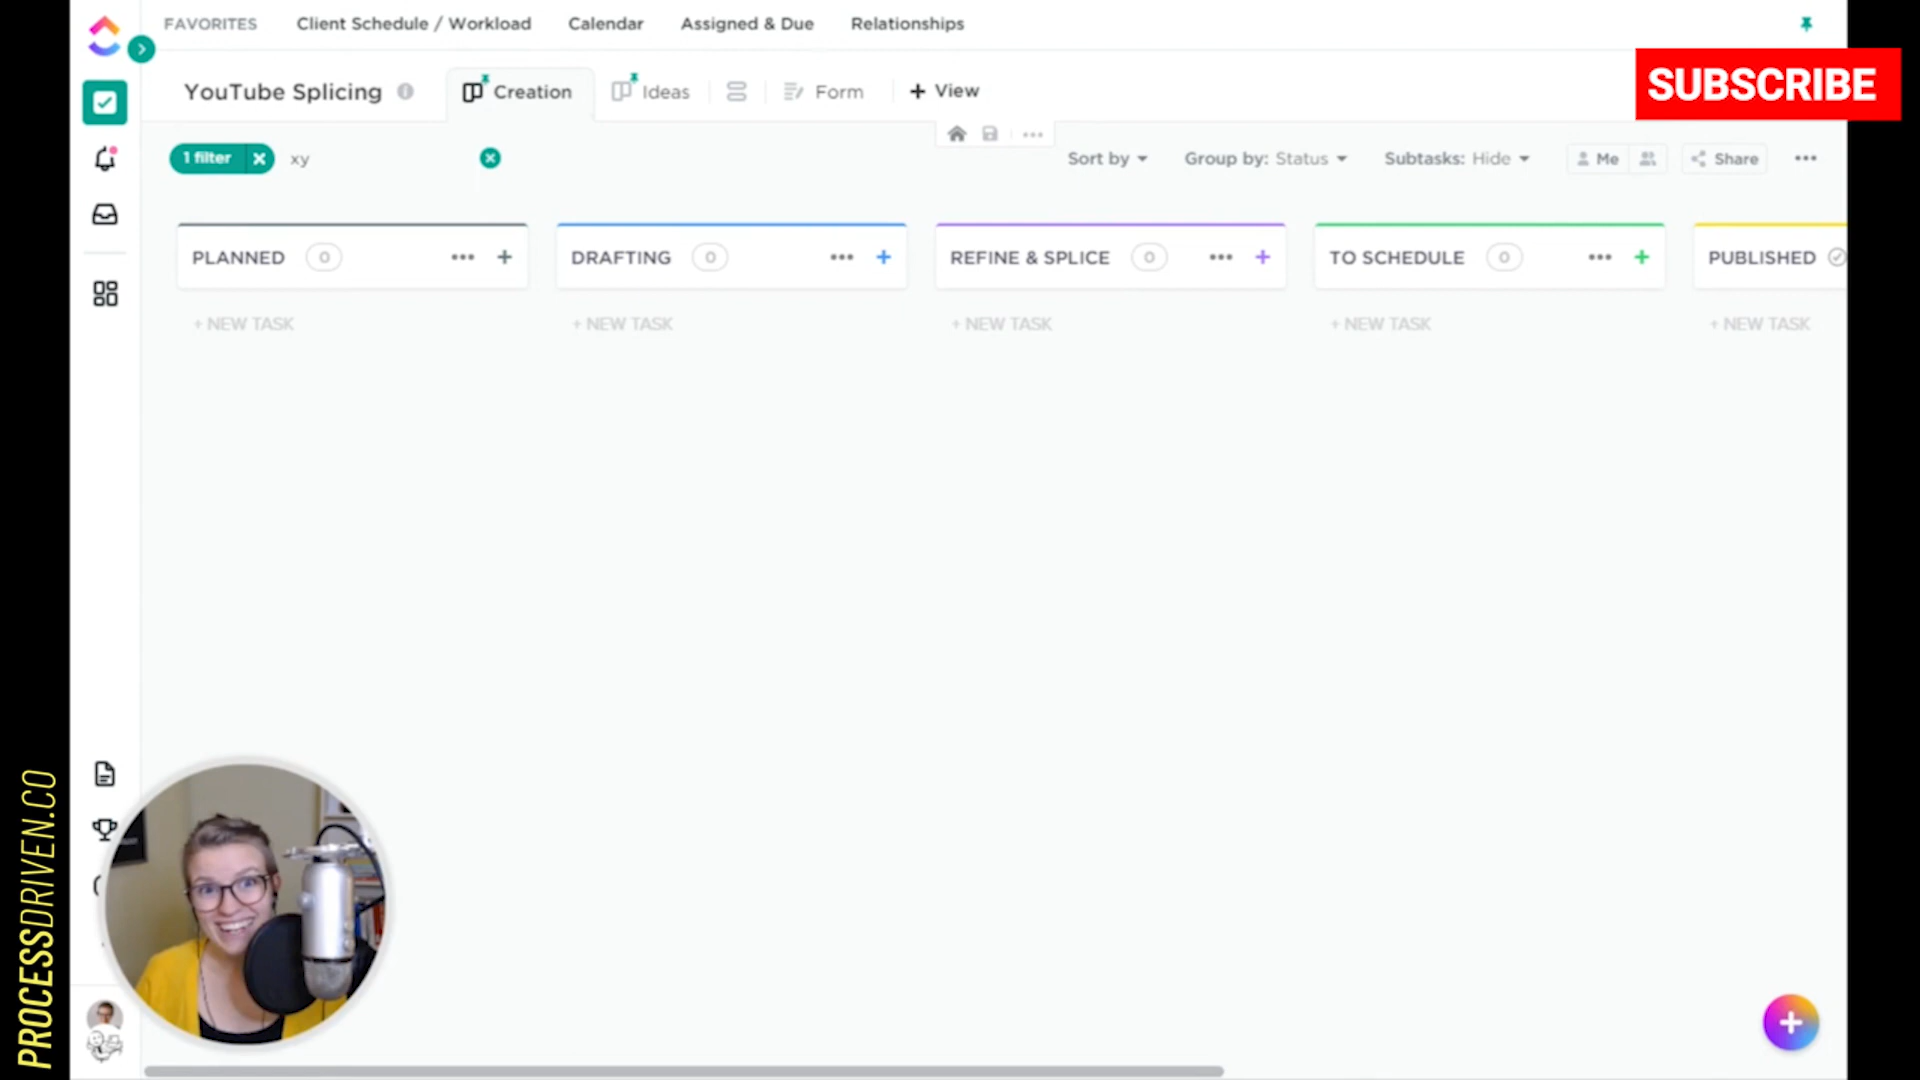 FAVORITES Client Schedule / Workload Calendar Assigned & Due Relationships
SUBSCRIBE
YouTube Splicing Creation Ideas Form + View
1 filter xy Sort by Group by: Status Subtasks: Hide Me Share
PLANNED 0 DRAFTING 0 REFINE & SPLICE 0 TO SCHEDULE 0 PUBLISHED
+ NEW TASK + NEW TASK + NEW TASK + NEW TASK + NEW TASK
PROCESSDRIVEN.CO